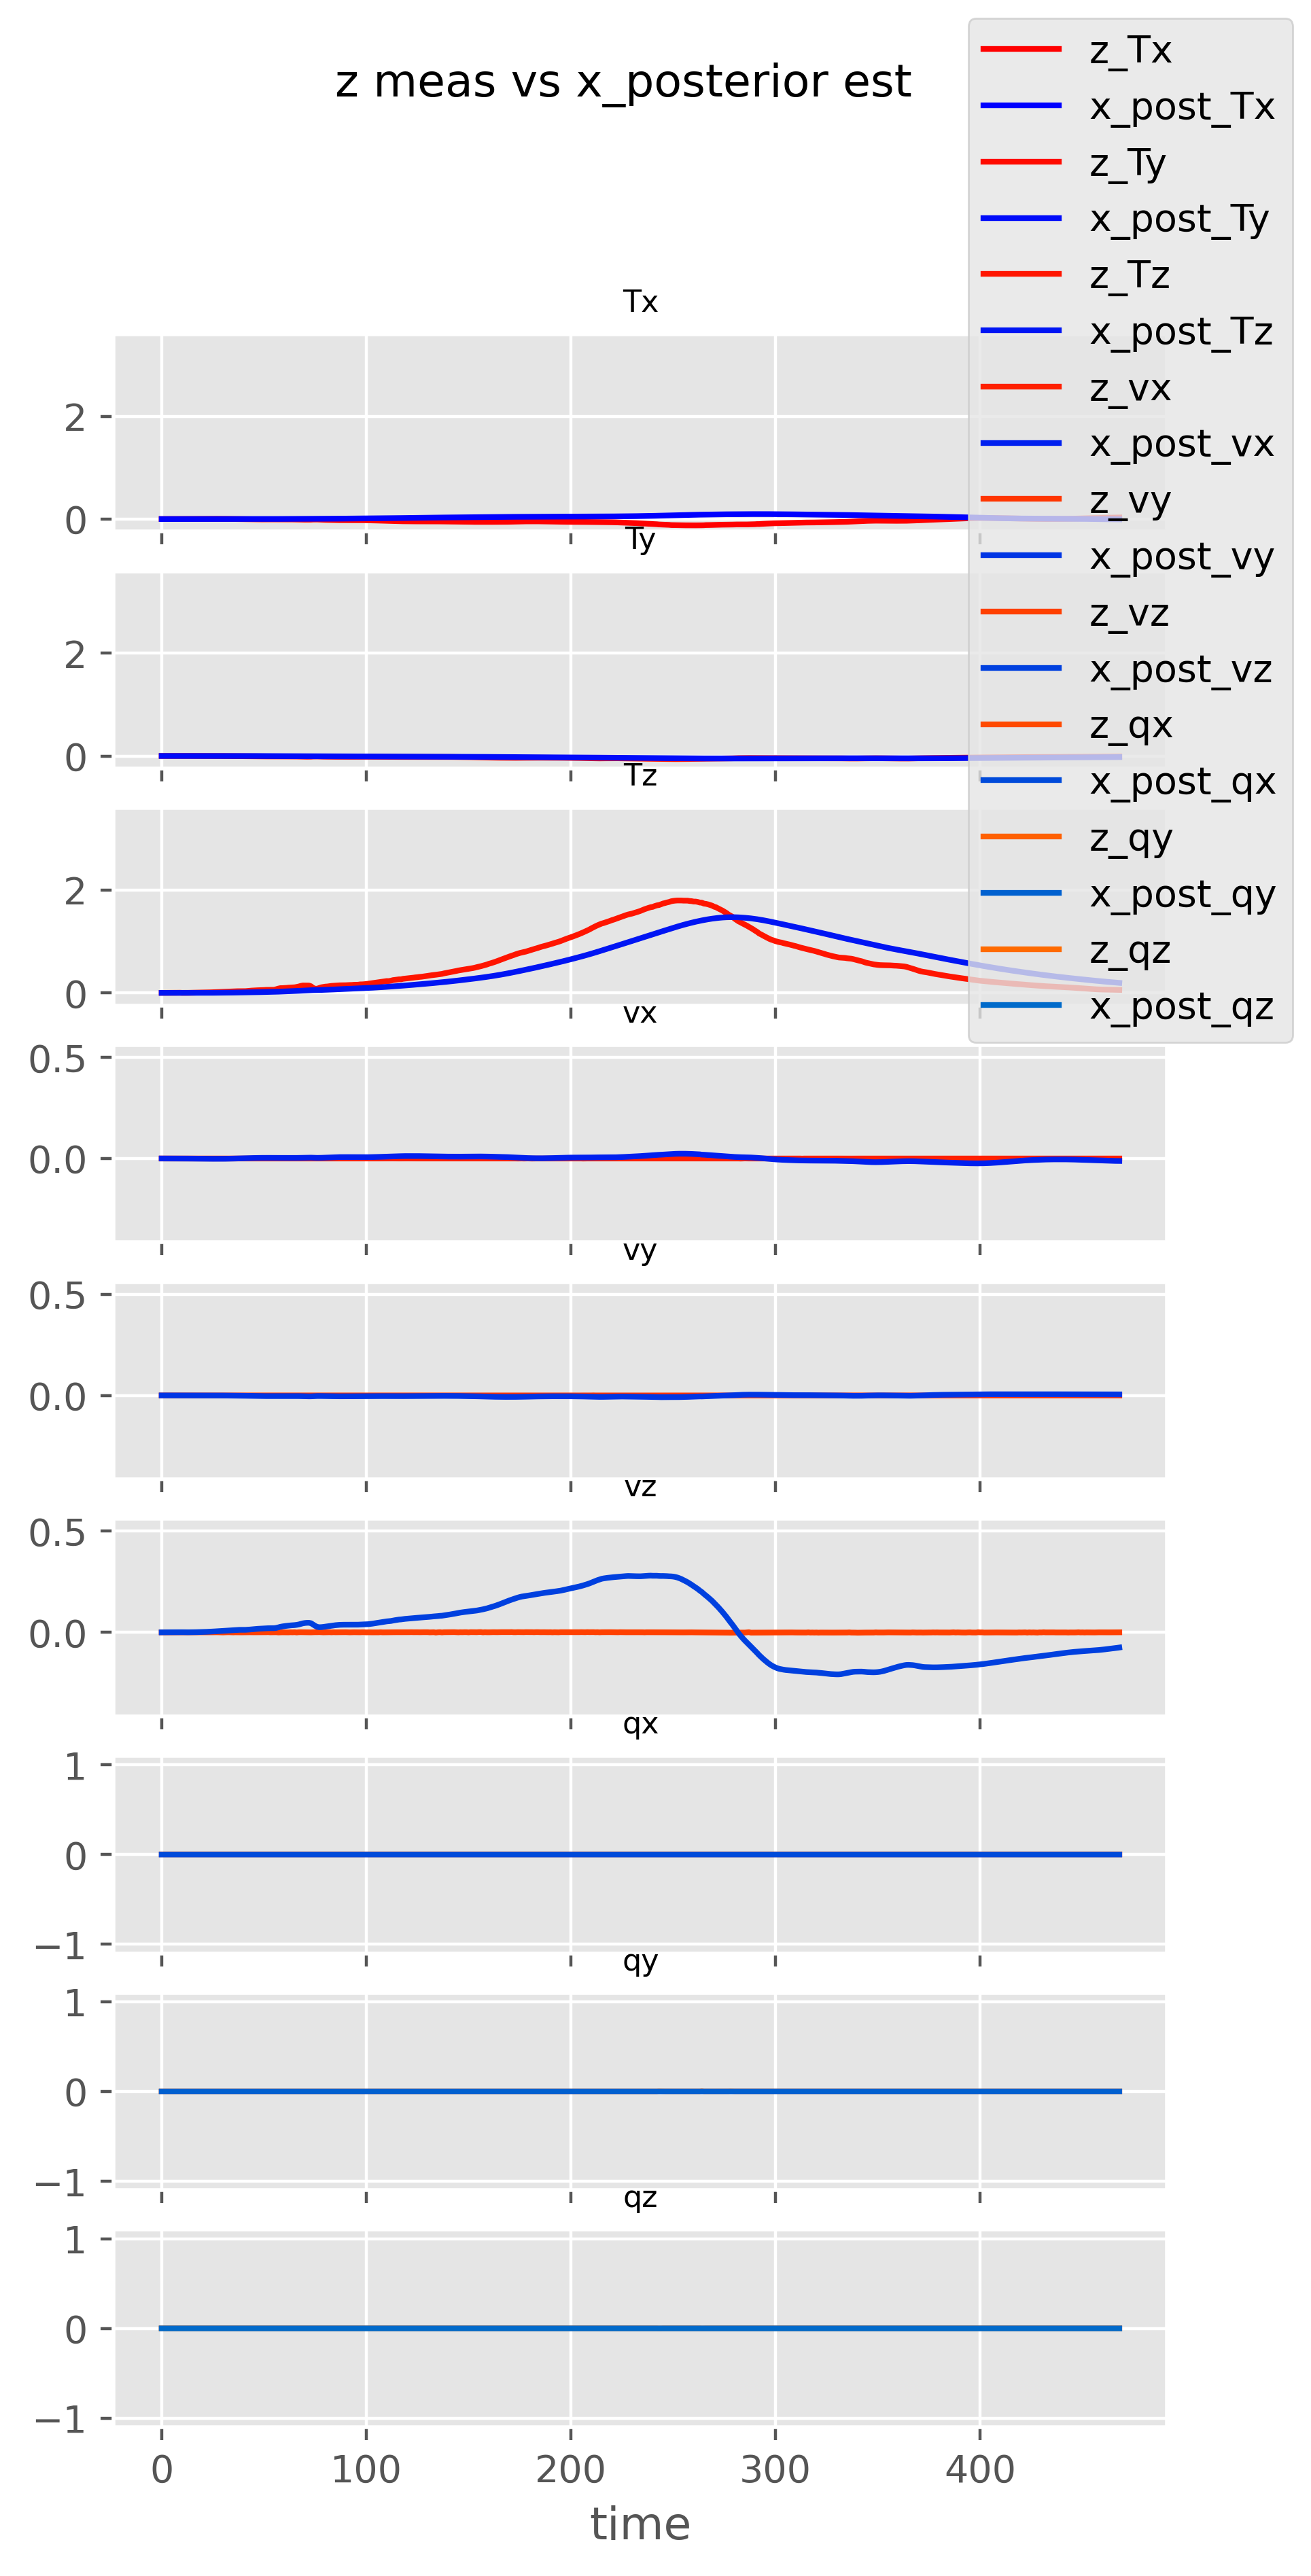 z meas vs x_posterior est
z_Tx
x_post_Tx
z_Ty
x_post_Ty
z_Tz
x_post_Tz
z_vx
x_post_vx
z_vy
x_post_vy
z_vz
x_post_vz
z_qx
x_post_qx
z_qy
x_post_qy
z_qz
x_post_qz
Tx
2
0
Ty
2
0
Tz
2
0
vx
0.5
0.0
vy
0.5
0.0
vz
0.5
0.0
qx
1
0
−1
qy
1
0
−1
qz
1
0
−1
0 100 200 300 400
time